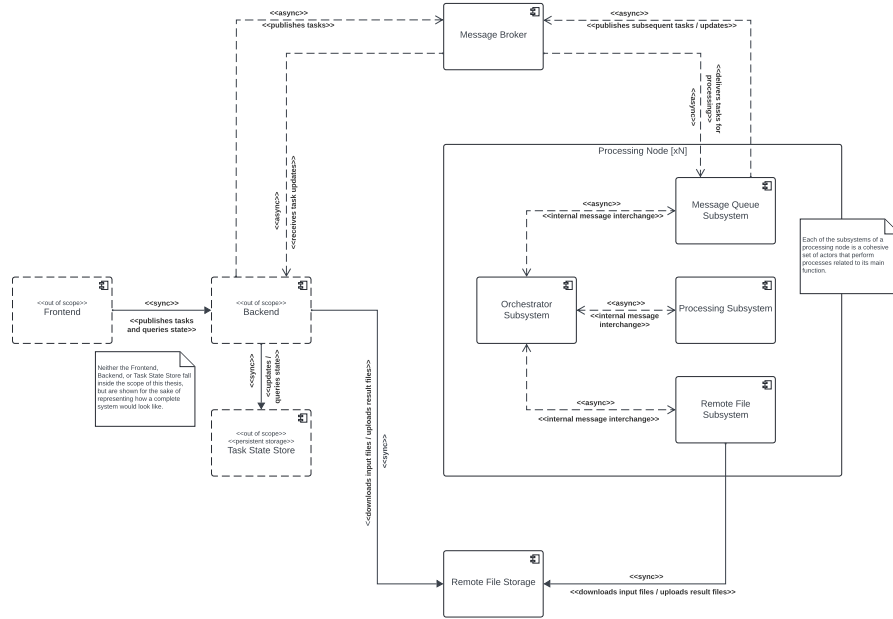 <<async>>
<<publishes tasks>>
Message Broker
<<async>>
<<publishes subsequent tasks / updates>>
<<async>>
<<delivers tasks for
processing>>
<<async>>
<<receives task updates>>
Processing Node [xN]
Message Queue
Subsystem
<<async>>
<<internal message interchange>>
Each of the subsystems of a
processing node is a cohesive
set of actors that perform
processes related to its main
function.
<<out of scope>>
Frontend
<<sync>>
<<publishes tasks
and queries state>>
<<out of scope>>
Backend
Orchestrator
Subsystem
<<async>>
<<internal message
interchange>>
Processing Subsystem
Neither the Frontend,
Backend, or Task State Store fall
inside the scope of this thesis,
but are shown for the sake of
representing how a complete
system would look like.
<<sync>>
<<updates /
queries state>>
<<out of scope>>
<<persistent storage>>
Task State Store
<<async>>
<<internal message interchange>>
Remote File
Subsystem
<<downloads input files / uploads result files>>
<<sync>>
Remote File Storage
<<sync>>
<<downloads input files / uploads result files>>